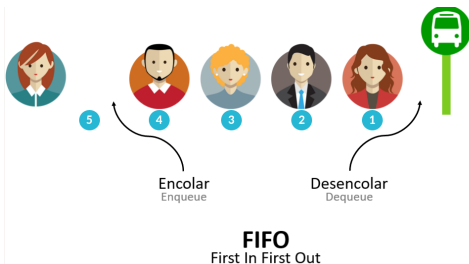 5 4 3 2 1
Encolar Desencolar
Enqueue Dequeue
FIFO
First In First Out